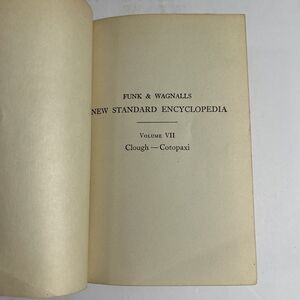 FUNK & WAGNALLS
NEW STANDARD ENCYCLOPEDIA
VOLUME VII
Clough — Cotopaxi